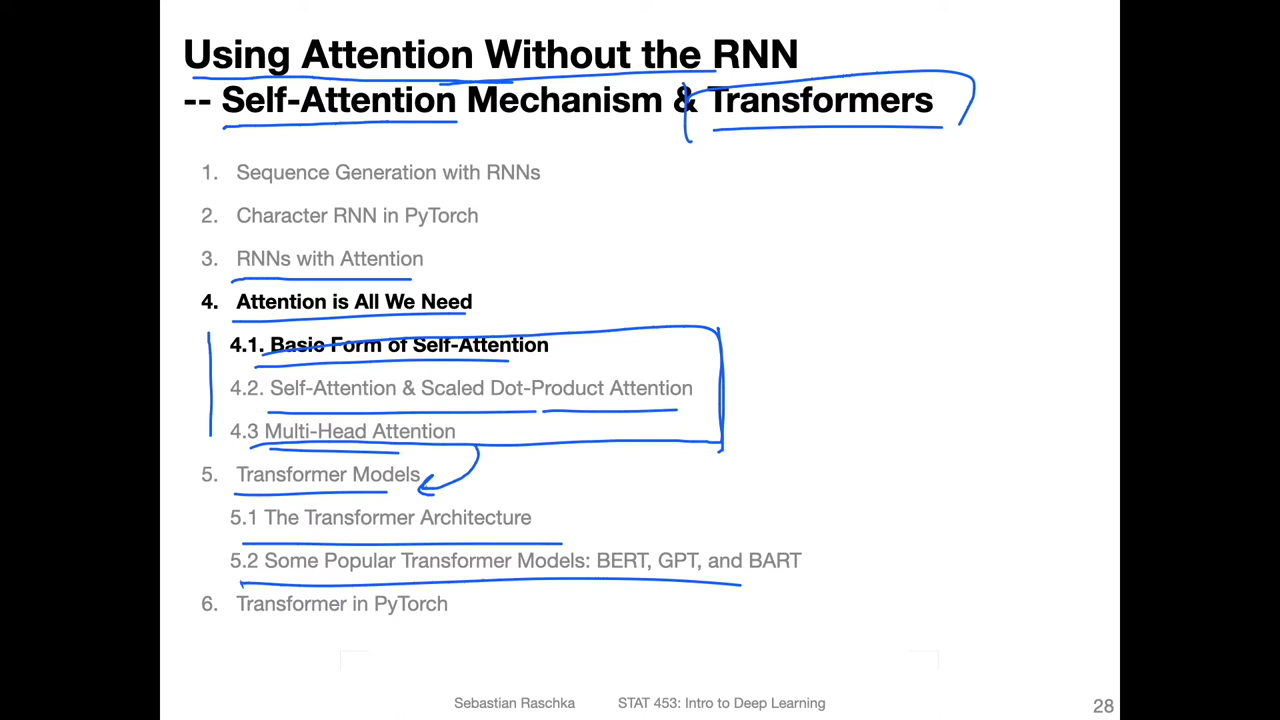 Using Attention Without the RNN
-- Self-Attention Mechanism & Transformers
1. Sequence Generation with RNNs
2. Character RNN in PyTorch
3. RNNs with Attention
4. Attention is All We Need
4.1. Basic Form of Self-Attention
4.2. Self-Attention & Scaled Dot-Product Attention
4.3 Multi-Head Attention
5. Transformer Models
5.1 The Transformer Architecture
5.2 Some Popular Transformer Models: BERT, GPT, and BART
6. Transformer in PyTorch
Sebastian Raschka STAT 453: Intro to Deep Learning 28